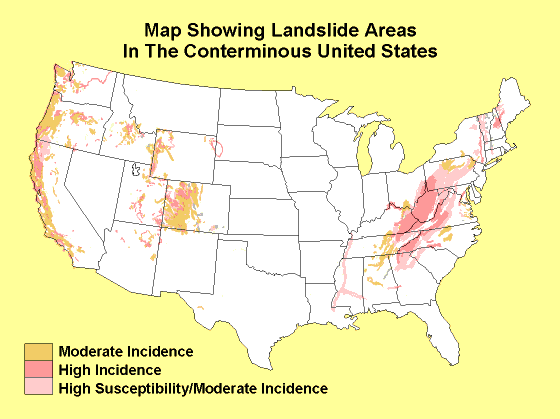 Map Showing Landslide Areas
In The Conterminous United States
Moderate Incidence
High Incidence
High Susceptibility/Moderate Incidence